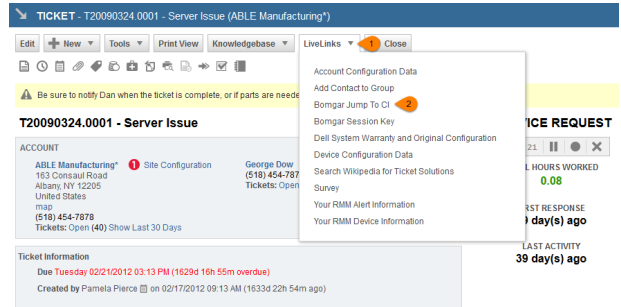 TICKET - T20090324.0001 - Server Issue (ABLE Manufacturing*)
Edit New Tools Print View Knowledgebase LiveLinks 1 Close
Be sure to notify Dan when the ticket is complete, or if parts are neede
Account Configuration Data
Add Contact to Group
Bomgar Jump To CI 2
Bomgar Session Key
Dell System Warranty and Original Configuration
Device Configuration Data
Search Wikipedia for Ticket Solutions
Survey
Your RMM Alert Information
Your RMM Device Information
T20090324.0001 - Server Issue
ICE REQUEST
ACCOUNT
ABLE Manufacturing* 1 Site Configuration
163 Consaul Road
Albany, NY 12205
United States
map
(518) 454-7878
Tickets: Open (40) Show Last 30 Days
George Dow
(518) 454-787
Tickets: Open
21
L HOURS WORKED
0.08
RST RESPONSE
day(s) ago
LAST ACTIVITY
39 day(s) ago
Ticket Information
Due Tuesday 02/21/2012 03:13 PM (1629d 16h 55m overdue)
Created by Pamela Pierce on 02/17/2012 09:13 AM (1633d 22h 54m ago)